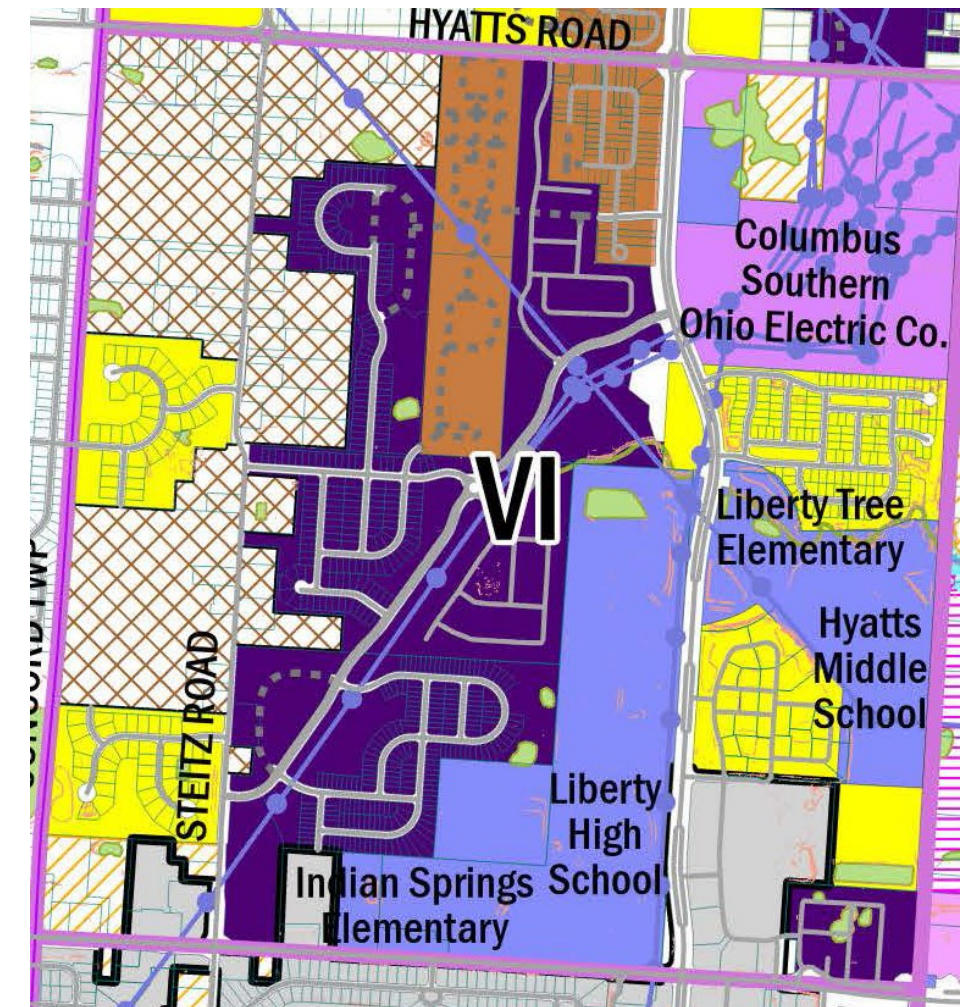 HYATTS ROAD
Columbus
Southern
Ohio Electric Co.
VI
Liberty Tree
Elementary
Hyatts
Middle
School
STEITZ ROAD
Liberty
High
School
Indian Springs
Elementary
TWP